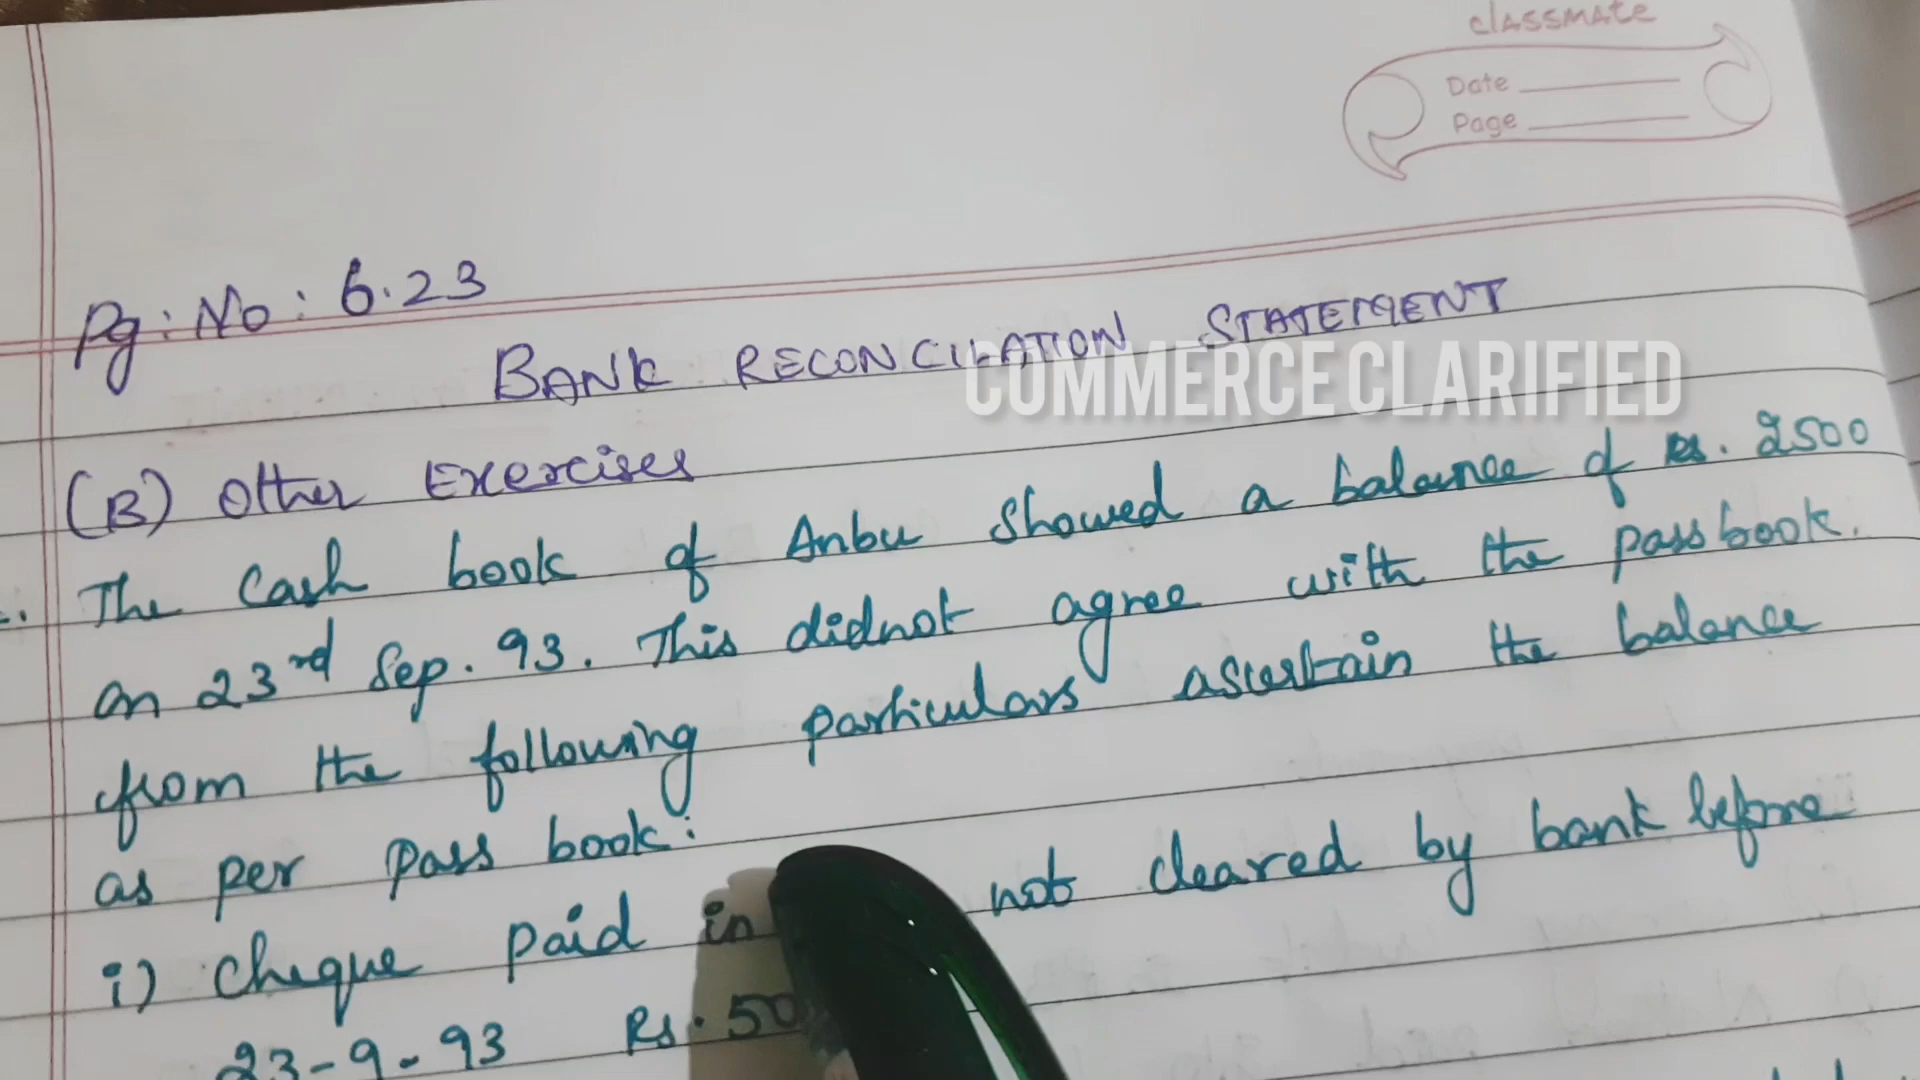 classmate
Date
Page
Pg: No: 6.23
BANK RECONCILATION STATEMENT
COMMERCE CLARIFIED
(B) Other Exercises
The Cash book of Anbu showed a balance of Rs. 2500
on 23rd Sep. 93. This didnot agree with the passbook.
from the following particulars ascertain the balance
as per pass book:
i) Cheque paid in not cleared by bank before
23-9-93 Rs. 50